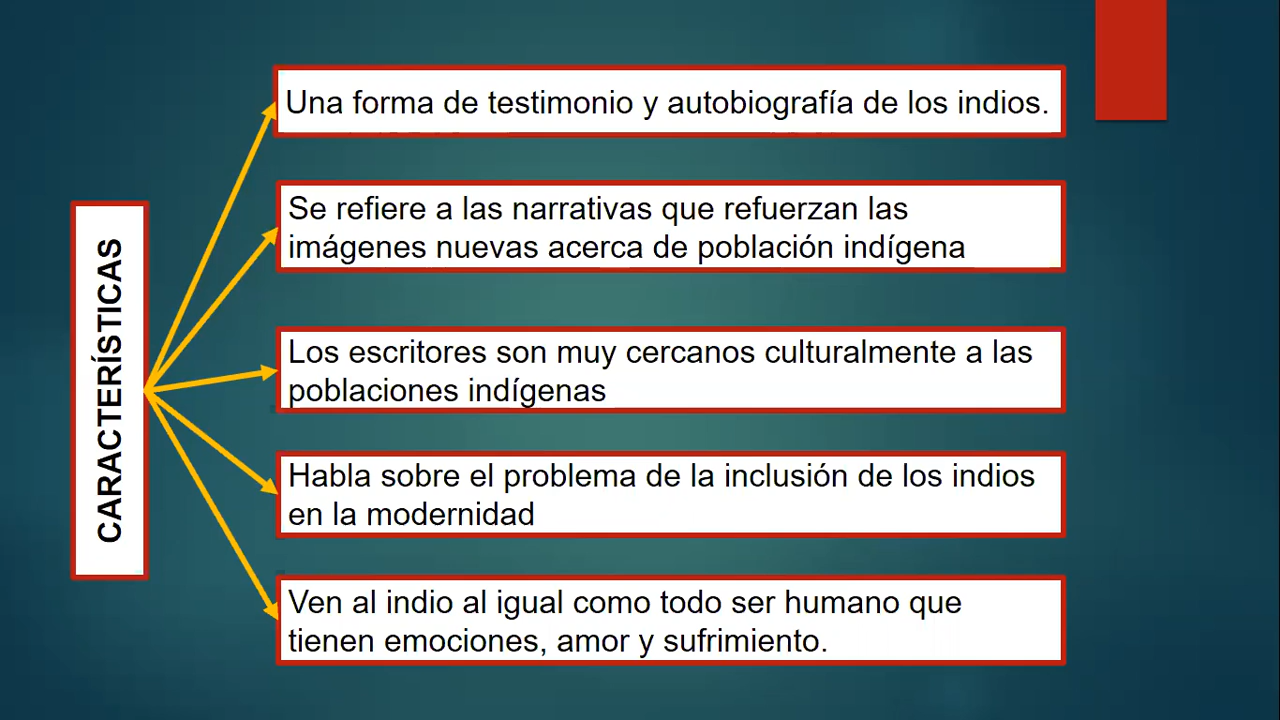 CARACTERÍSTICAS
Una forma de testimonio y autobiografía de los indios.
Se refiere a las narrativas que refuerzan las
imágenes nuevas acerca de población indígena
Los escritores son muy cercanos culturalmente a las
poblaciones indígenas
Habla sobre el problema de la inclusión de los indios
en la modernidad
Ven al indio al igual como todo ser humano que
tienen emociones, amor y sufrimiento.